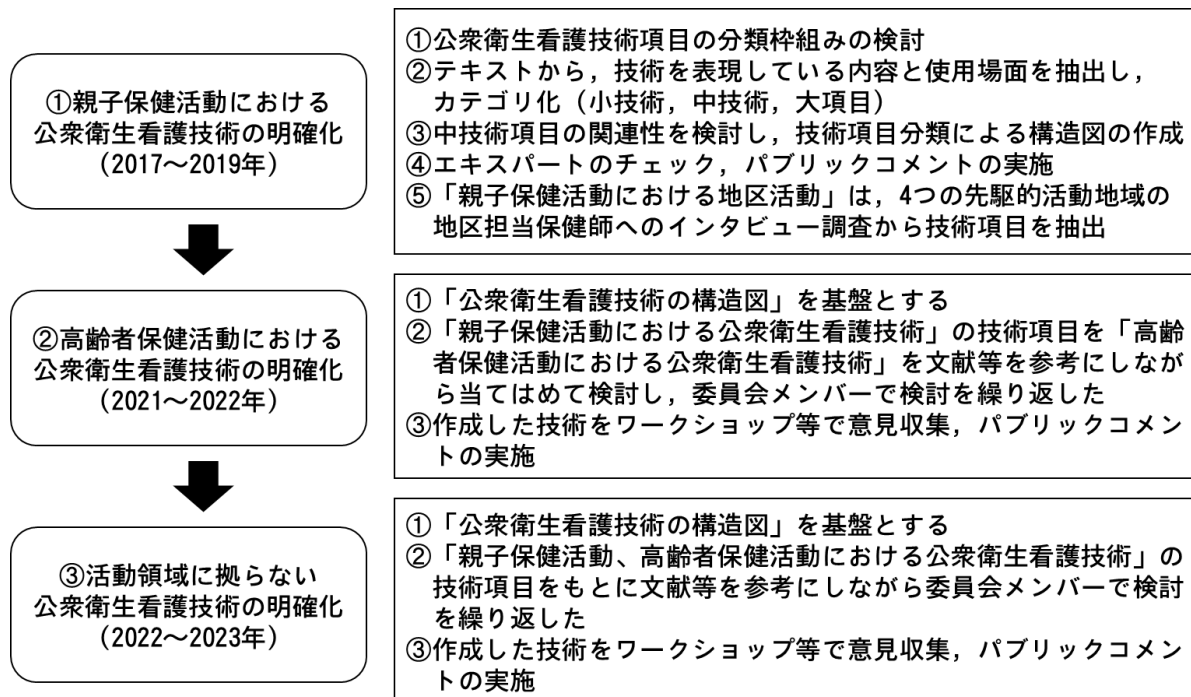 ①親子保健活動における
公衆衛生看護技術の明確化
(2017～2019年)
①公衆衛生看護技術項目の分類枠組みの検討
②テキストから，技術を表現している内容と使用場面を抽出し，
カテゴリ化（小技術，中技術，大項目）
③中技術項目の関連性を検討し，技術項目分類による構造図の作成
④エキスパートのチェック，パブリックコメントの実施
⑤「親子保健活動における地区活動」は，4つの先駆的活動地域の
地区担当保健師へのインタビュー調査から技術項目を抽出
②高齢者保健活動における
公衆衛生看護技術の明確化
(2021～2022年)
①「公衆衛生看護技術の構造図」を基盤とする
②「親子保健活動における公衆衛生看護技術」の技術項目を「高齢
者保健活動における公衆衛生看護技術」を文献等を参考にしなが
ら当てはめて検討し，委員会メンバーで検討を繰り返した
③作成した技術をワークショップ等で意見収集，パブリックコメン
トの実施
③活動領域に拠らない
公衆衛生看護技術の明確化
(2022～2023年)
①「公衆衛生看護技術の構造図」を基盤とする
②「親子保健活動、高齢者保健活動における公衆衛生看護技術」の
技術項目をもとに文献等を参考にしながら委員会メンバーで検討
を繰り返した
③作成した技術をワークショップ等で意見収集，パブリックコメン
トの実施